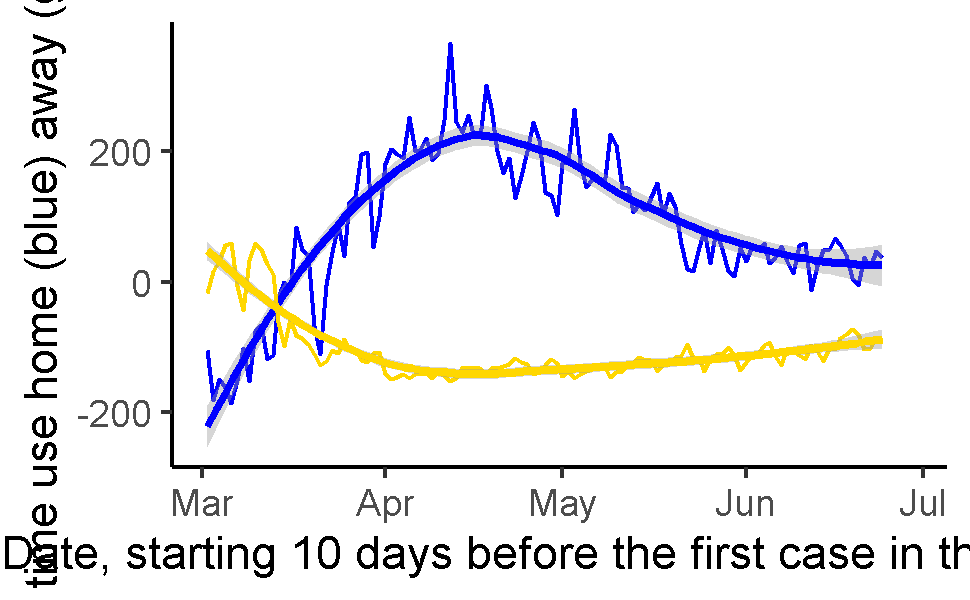 time use home (blue) away (
200
0
-200
Mar Apr May Jun Jul
Date, starting 10 days before the first case in th